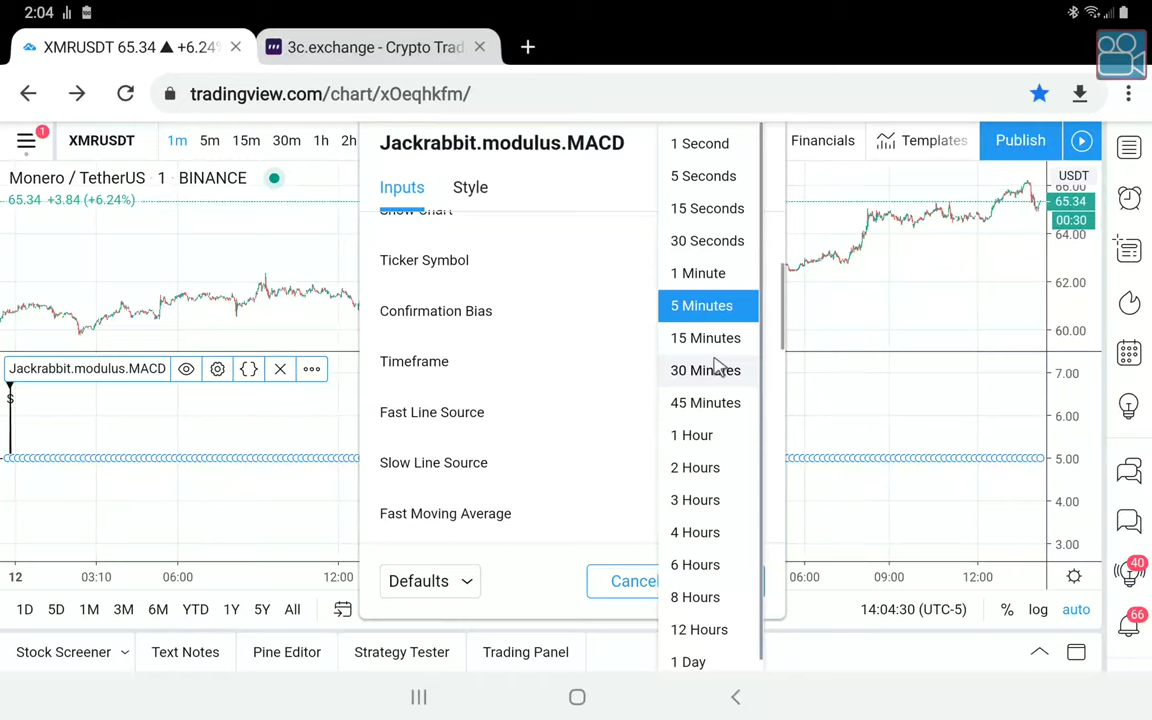 2:04
XMRUSDT 65.34 ▲ +6.24%
3c.exchange - Crypto Trad
tradingview.com/chart/xOeqhkfm/
1
XMRUSDT
1m 5m 15m 30m 1h 2h
Jackrabbit.modulus.MACD
Financials
Templates
Publish
Monero / TetherUS · 1 · BINANCE
65.34 +3.84 (+6.24%)
Inputs
Style
Show Chart
Ticker Symbol
Confirmation Bias
Timeframe
Fast Line Source
Slow Line Source
Fast Moving Average
Defaults
Cancel
1 Second
5 Seconds
15 Seconds
30 Seconds
1 Minute
5 Minutes
15 Minutes
30 Minutes
45 Minutes
1 Hour
2 Hours
3 Hours
4 Hours
6 Hours
8 Hours
12 Hours
1 Day
USDT
66.00
65.34
00:30
64.00
62.00
60.00
Jackrabbit.modulus.MACD
S
7.00
6.00
5.00
4.00
3.00
12 03:10 06:00 12:00 06:00 09:00 12:00
1D 5D 1M 3M 6M YTD 1Y 5Y All
14:04:30 (UTC-5) % log auto
40
66
Stock Screener Text Notes Pine Editor Strategy Tester Trading Panel